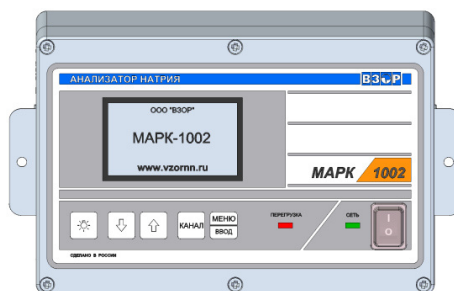 АНАЛИЗАТОР НАТРИЯ
ВЗОР
ООО "ВЗОР"
МАРК-1002
www.vzornn.ru
МАРК 1002
КАНАЛ
МЕНЮ
ВВОД
ПЕРЕГРУЗКА
СЕТЬ
I
O
СДЕЛАНО В РОССИИ